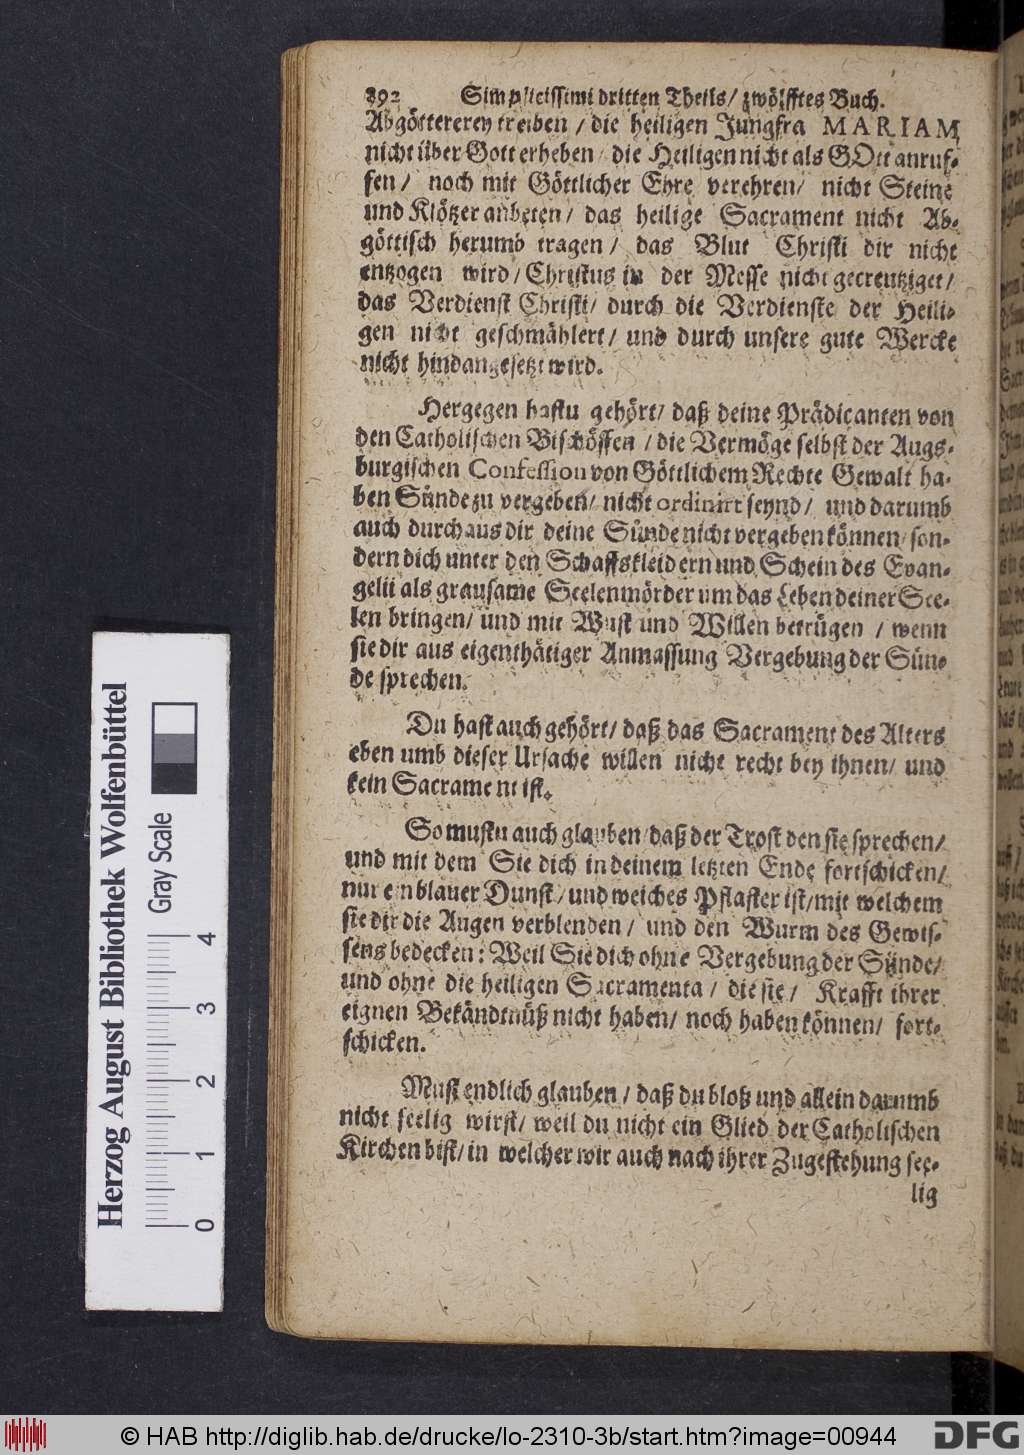 892 Simplicissimi dritten Theils / zwölfftes Buch.
Abgöttererey treiben / die heiligen Jungfra MARIAM
nicht über Gott erheben / die Heiligen nicht als GOtt anruf-
fen / noch mit Göttlicher Ehre verehren / nicht Steine
und Klötzer anbeten / das heilige Sacrament nicht Ab-
göttisch herumb tragen / das Blut Christi dir nicht
entzogen wird / Christus in der Messe nicht gecreutziget /
das Verdienst Christi / durch die Verdienste der Heili-
gen nicht geschmählert / und durch unsere gute Wercke
nicht hindangesetzt wird.
Hergegen hastu gehört / daß deine Prädicanten von
den Catholischen Bischöffen / die Vermöge selbst der Augs-
burgischen Confession von Göttlichem Rechte Gewalt ha-
ben Sünde zu vergeben / nicht ordinirt seynd / und darumb
auch durchaus dir deine Sünde nicht vergeben können / son-
dern dich unter den Schaffskleidern und Schein des Evan-
gelii als grausame Seelenmörder um das Leben deiner See-
len bringen / und mit Wust und Willen betrügen / wenn
sie dir aus eigenthätiger Anmassung Vergebung der Sün-
de sprechen.
Du hast auch gehört / daß das Sacrament des Alters
eben umb dieser Ursache willen nicht recht bey ihnen / und
kein Sacrament ist.
So mustu auch glauben / daß der Trost den sie sprechen /
und mit dem Sie dich in deinem letzten Ende fortschicken /
nur ein blauer Dunst / und weiches Pflaster ist / mit welchem
sie dir die Augen verblenden / und den Wurm des Gewis-
sens bedecken: Weil Sie dich ohne Vergebung der Sünde /
und ohne die heiligen Sacramenta / die sie / Krafft ihrer
eignen Bekändtnüß nicht haben / noch haben können / fort-
schicken.
Must endlich glauben / daß du bloß und allein darumb
nicht seelig wirst / weil du nicht ein Glied der Catholischen
Kirchen bist / in welcher wir auch nach ihrer Zugestehung see-
lig
Herzog August Bibliothek Wolfenbüttel
Gray Scale
0 1 2 3 4
© HAB http://diglib.hab.de/drucke/lo-2310-3b/start.htm?image=00944
DFG